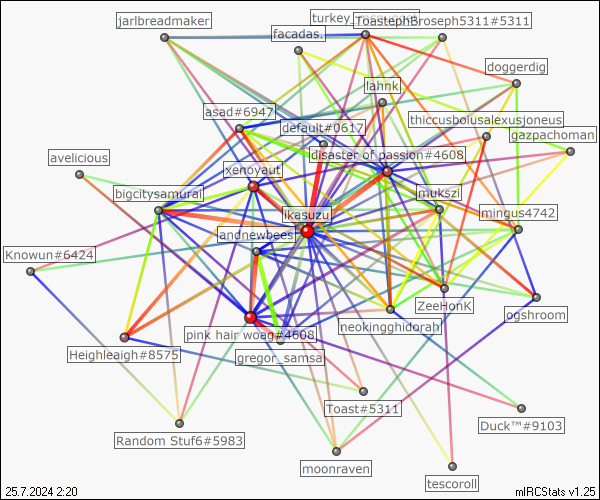 jarlbreadmaker
turkey_
ToastephBroseph5311#5311
facadas.
doggerdig
lahnk
asad#6947
thiccusboiusalexusjoneus
default#0617
gazpachoman
avelicious
disaster of passion#4608
xenoyaut
bigcitysamurai
mukszi
ikasuzu
mingus4742
landnewbees
Knowun#6424
ZeeHonK
ogshroom
neokingghidorah
pink hair woag#4608
Heighleaigh#8575
gregor_samsa
Toast#5311
Duck™#9103
Random Stuf6#5983
moonraven
tescoroll
25.7.2024 2:20
mIRCStats v1.25